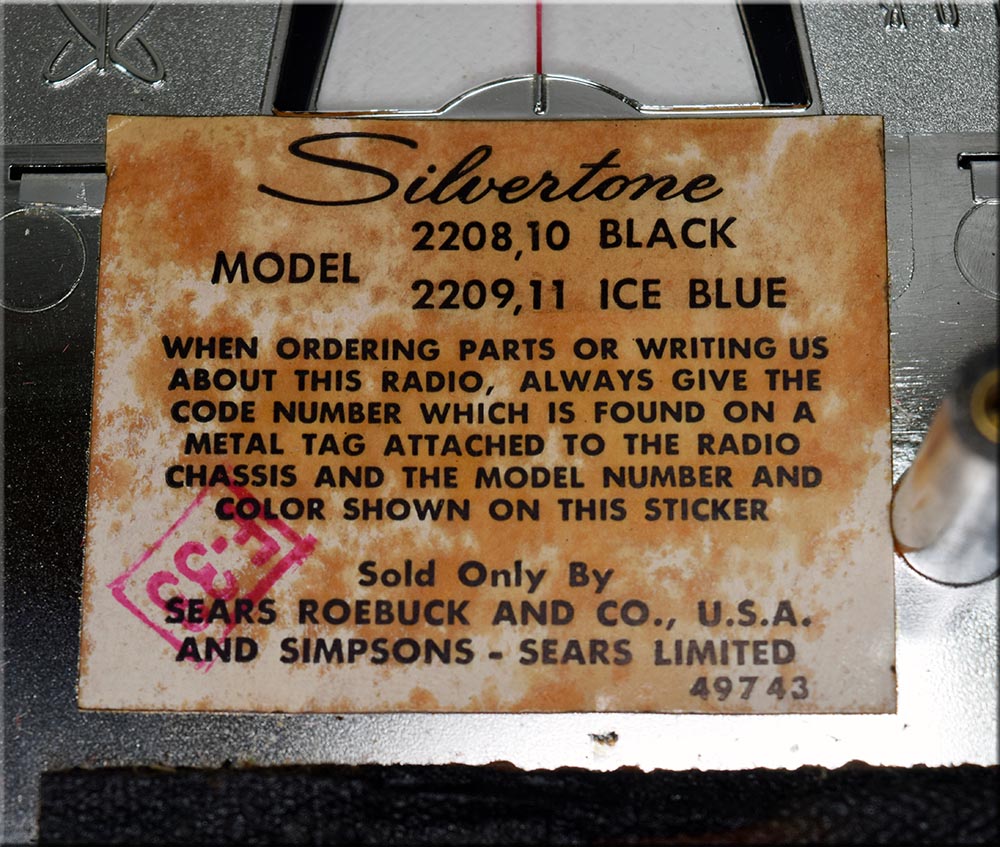 Silvertone
2208,10 BLACK
MODEL
2209,11 ICE BLUE
WHEN ORDERING PARTS OR WRITING US
ABOUT THIS RADIO, ALWAYS GIVE THE
CODE NUMBER WHICH IS FOUND ON A
METAL TAG ATTACHED TO THE RADIO
CHASSIS AND THE MODEL NUMBER AND
COLOR SHOWN ON THIS STICKER
F.33
Sold Only By
SEARS ROEBUCK AND CO., U.S.A.
AND SIMPSONS - SEARS LIMITED
49743